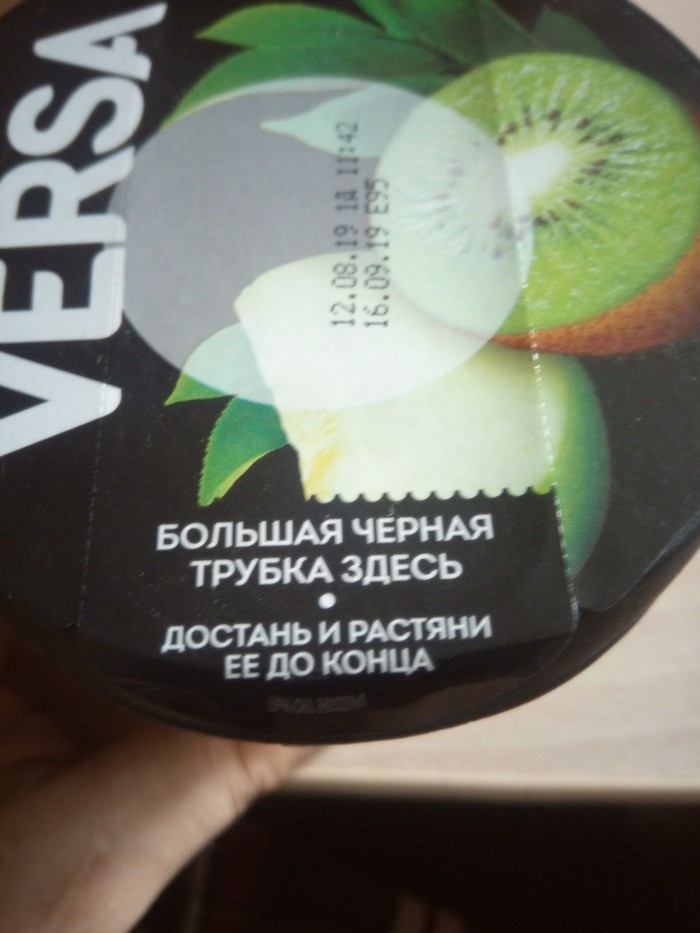 VERSA
12.08.19 1A 11:42
16.09.19 E95
БОЛЬШАЯ ЧЕРНАЯ
ТРУБКА ЗДЕСЬ
•
ДОСТАНЬ И РАСТЯНИ
ЕЕ ДО КОНЦА